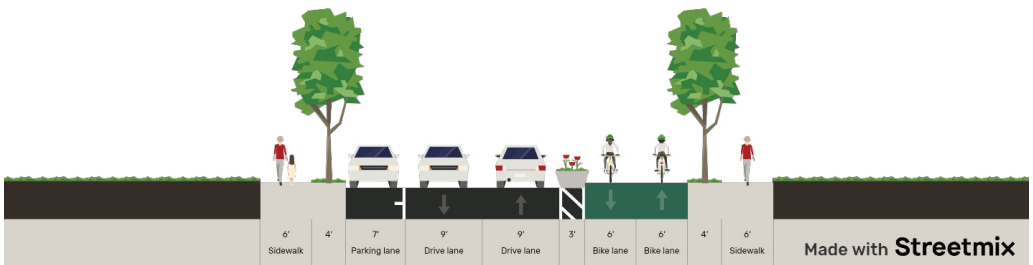 6' 4' 7' 9' 9' 3' 6' 6' 4' 6'
Sidewalk Parking lane Drive lane Drive lane Bike lane Bike lane Sidewalk
Made with Streetmix